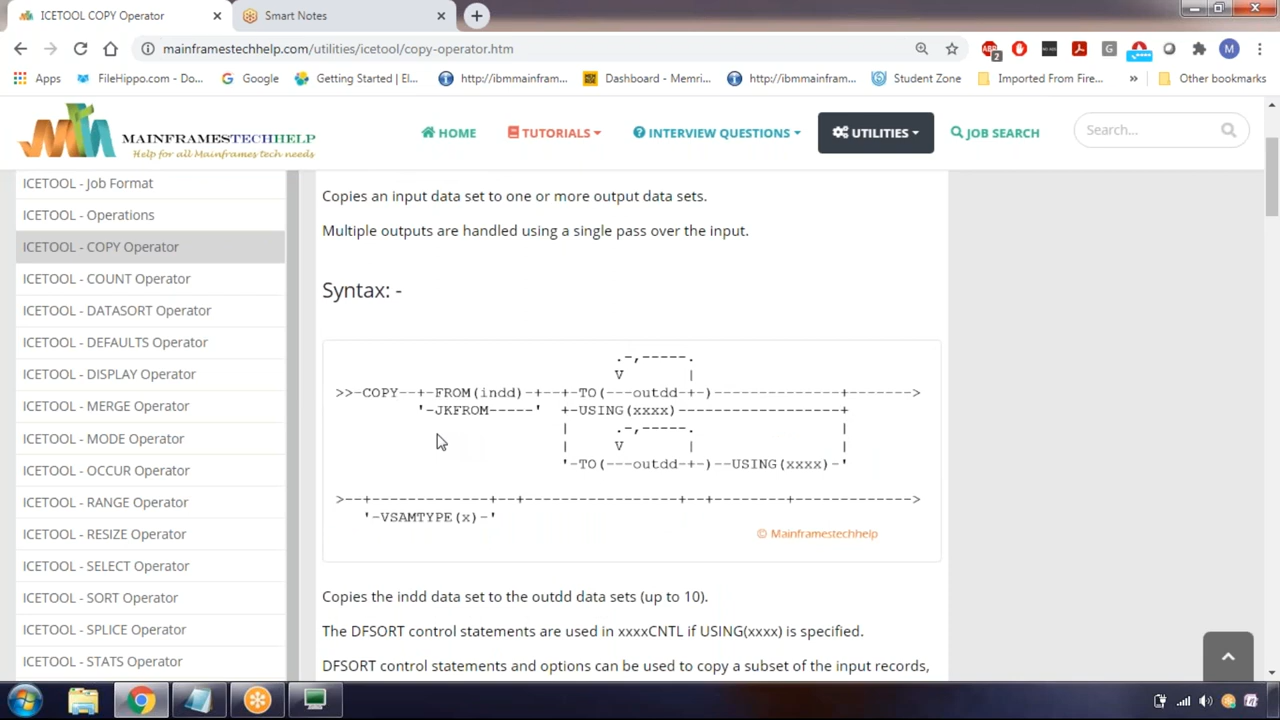 ICETOOL COPY Operator
Smart Notes
mainframestechhelp.com/utilities/icetool/copy-operator.htm
Apps
FileHippo.com - Do...
Google
Getting Started | El...
http://ibmmainfram...
Dashboard - Memri...
http://ibmmainfram...
Student Zone
Imported From Fire...
»
Other bookmarks
MAINFRAMESTECHHELP
Help for all Mainframes tech needs
HOME
TUTORIALS
INTERVIEW QUESTIONS
UTILITIES
JOB SEARCH
Search...
ICETOOL - Job Format
ICETOOL - Operations
ICETOOL - COPY Operator
ICETOOL - COUNT Operator
ICETOOL - DATASORT Operator
ICETOOL - DEFAULTS Operator
ICETOOL - DISPLAY Operator
ICETOOL - MERGE Operator
ICETOOL - MODE Operator
ICETOOL - OCCUR Operator
ICETOOL - RANGE Operator
ICETOOL - RESIZE Operator
ICETOOL - SELECT Operator
ICETOOL - SORT Operator
ICETOOL - SPLICE Operator
ICETOOL - STATS Operator
Copies an input data set to one or more output data sets.
Multiple outputs are handled using a single pass over the input.
Syntax: -
.-,-----.
V       |
>>-COPY--+-FROM(indd)-+--+-TO(---outdd-+-)--------------+------->
'-JKFROM-----' +-USING(xxxx)------------------+
|     .-,-----.                |
|     V       |                |
'-TO(---outdd-+-)--USING(xxxx)-'
>--+-------------+--+-----------------+--+--------+------------->
'-VSAMTYPE(x)-'
© Mainframestechhelp
Copies the indd data set to the outdd data sets (up to 10).
The DFSORT control statements are used in xxxxCNTL if USING(xxxx) is specified.
DFSORT control statements and options can be used to copy a subset of the input records,